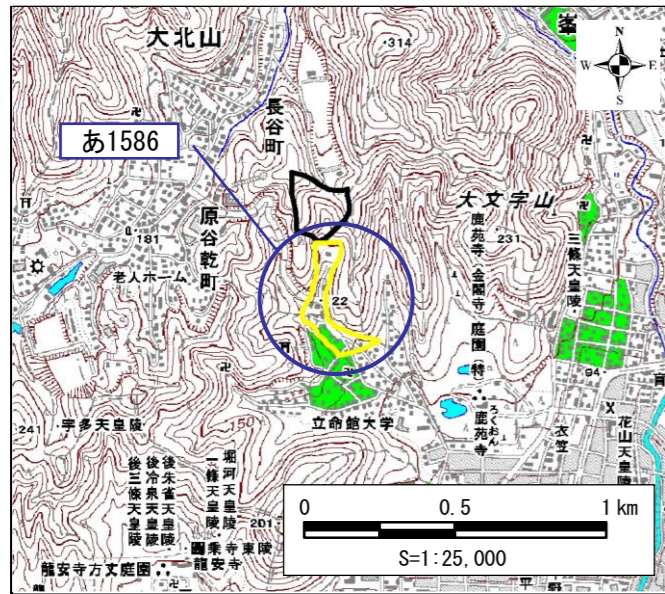 大北山
・314
峯
N
W E
S
長谷町
あ1586
大文字山
原谷乾町
・181
老人ホーム
鹿苑寺(金閣寺)庭園(特)
・231
三條天皇陵
22
94
立命館大学
鹿苑寺
ろくおん
衣笠
花山天皇陵
241
宇多天皇陵
150
後朱雀天皇陵
後冷泉天皇陵
後三條天皇陵
一條天皇陵
堀河天皇陵
・201
円乗寺東陵
龍安寺
龍安寺方丈庭園
0 0.5 1 km
S=1:25,000
平野